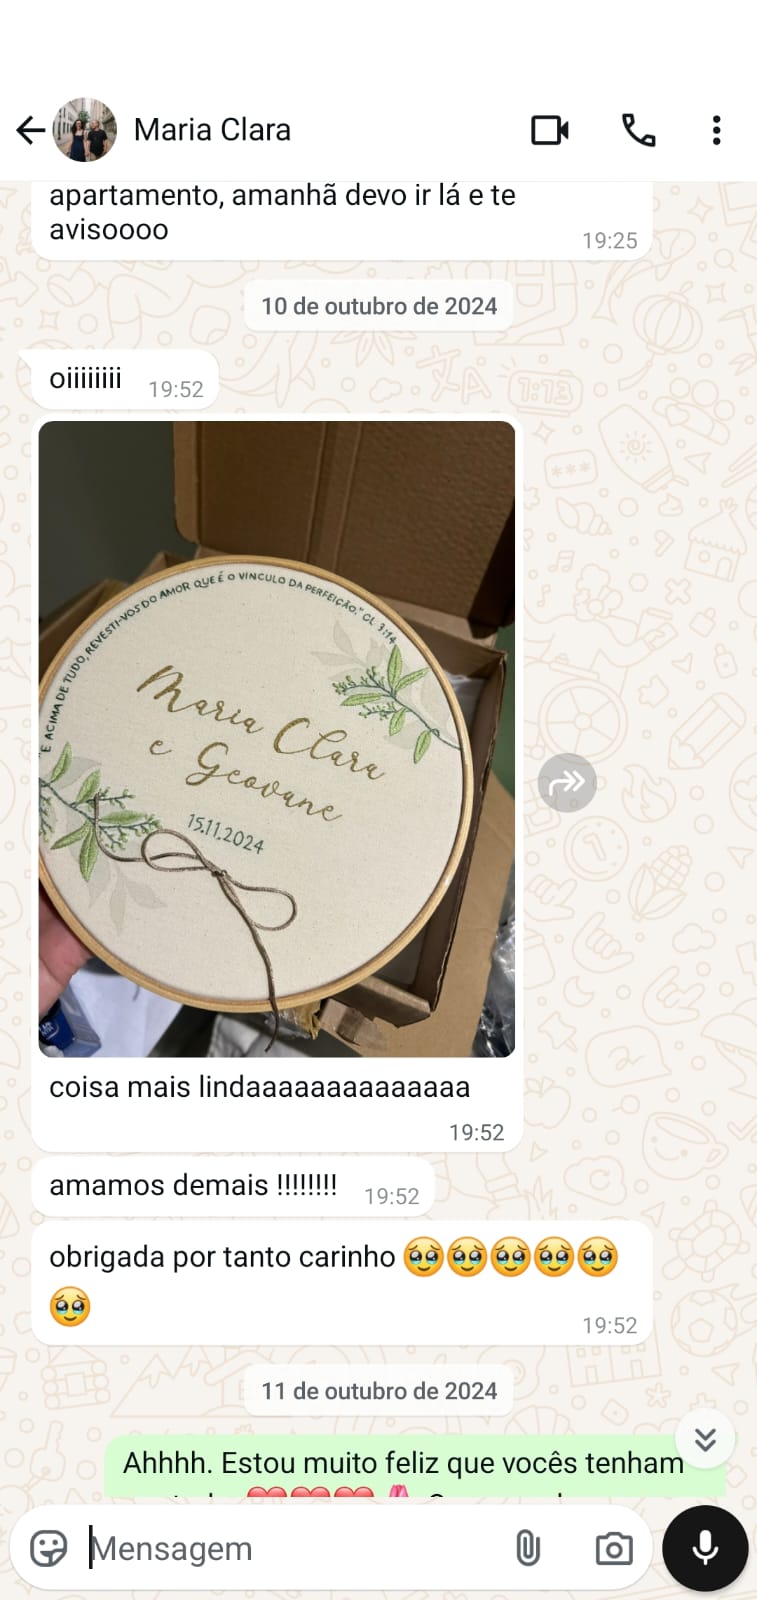 Maria Clara
apartamento, amanhã devo ir lá e te
avisoooo
19:25
10 de outubro de 2024
oiiiiiiii
19:52
"E ACIMA DE TUDO, REVESTI-VOS DO AMOR QUE É O VINCULO DA PERFEIÇÃO." CL 3:14
Maria Clara
e Geovane
15.11.2024
coisa mais lindaaaaaaaaaaaaaaa
19:52
amamos demais !!!!!!!!
19:52
obrigada por tanto carinho 🥹🥹🥹🥹🥹
🥹
19:52
11 de outubro de 2024
Ahhhh. Estou muito feliz que vocês tenham
Mensagem